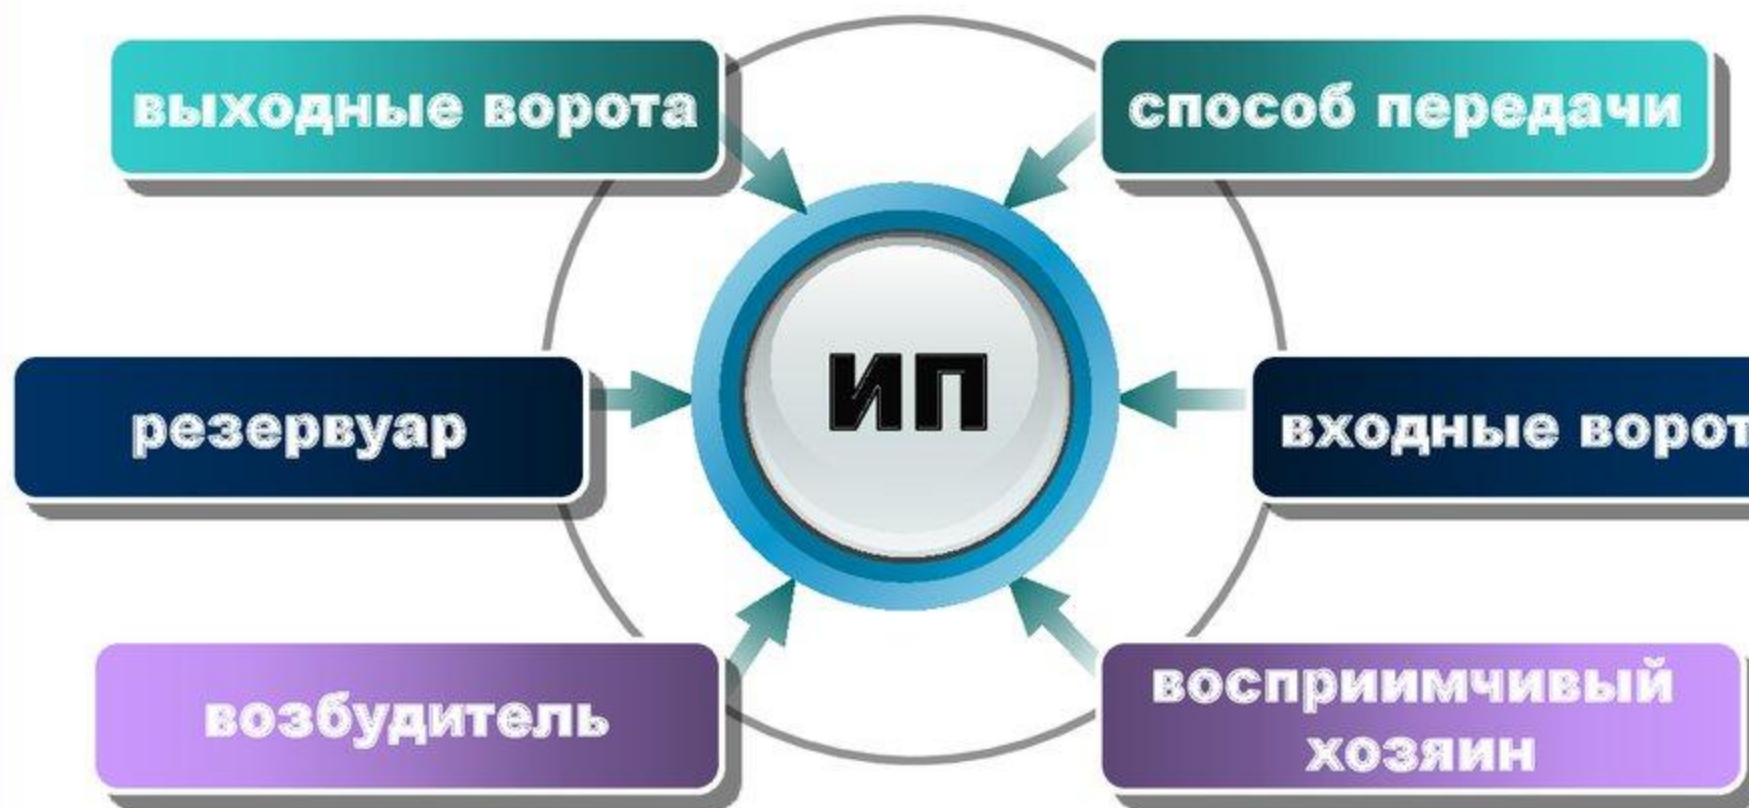 выходные ворота
способ передачи
ИП
резервуар
входные ворот
возбудитель
восприимчивый
хозяин